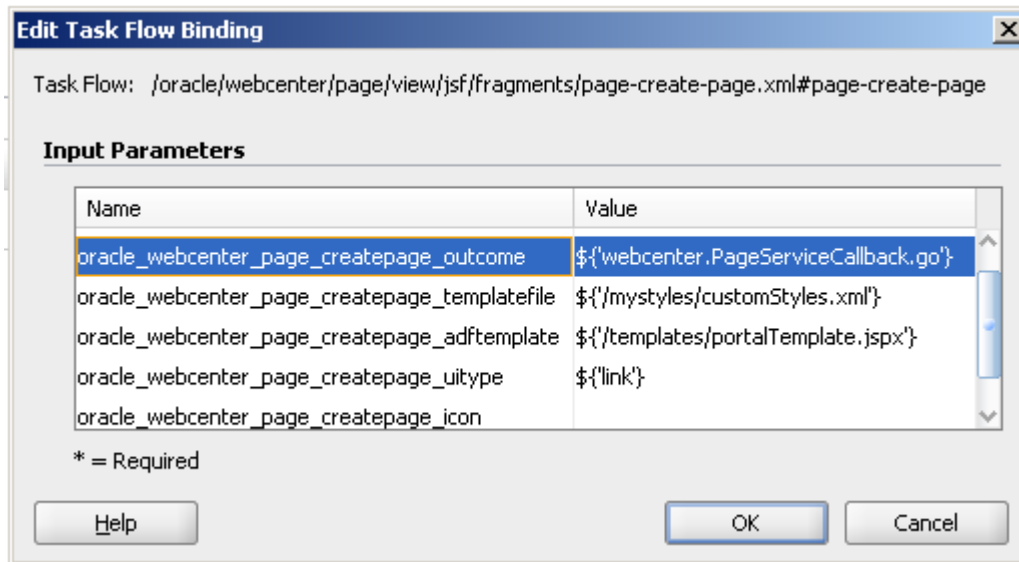 Edit Task Flow Binding
Task Flow: /oracle/webcenter/page/view/jsf/fragments/page-create-page.xml#page-create-page
Input Parameters
Name Value
oracle_webcenter_page_createpage_outcome ${'webcenter.PageServiceCallback.go'}
oracle_webcenter_page_createpage_templatefile ${'/mystyles/customStyles.xml'}
oracle_webcenter_page_createpage_adftemplate ${'/templates/portalTemplate.jspx'}
oracle_webcenter_page_createpage_uitype ${'link'}
oracle_webcenter_page_createpage_icon
* = Required
Help OK Cancel